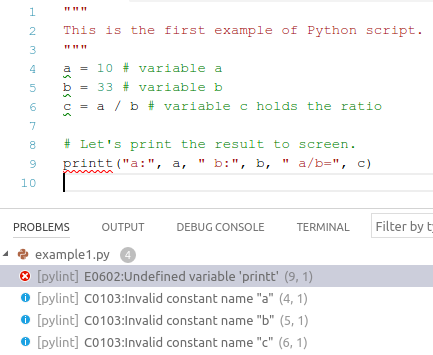 1 """
2 This is the first example of Python script.
3 """
4 a = 10 # variable a
5 b = 33 # variable b
6 c = a / b # variable c holds the ratio
7
8 # Let's print the result to screen.
9 printt("a:", a, " b:", b, " a/b=", c)
10
PROBLEMS OUTPUT DEBUG CONSOLE TERMINAL Filter by ty
example1.py 4
[pylint] E0602:Undefined variable 'printt' (9, 1)
[pylint] C0103:Invalid constant name "a" (4, 1)
[pylint] C0103:Invalid constant name "b" (5, 1)
[pylint] C0103:Invalid constant name "c" (6, 1)